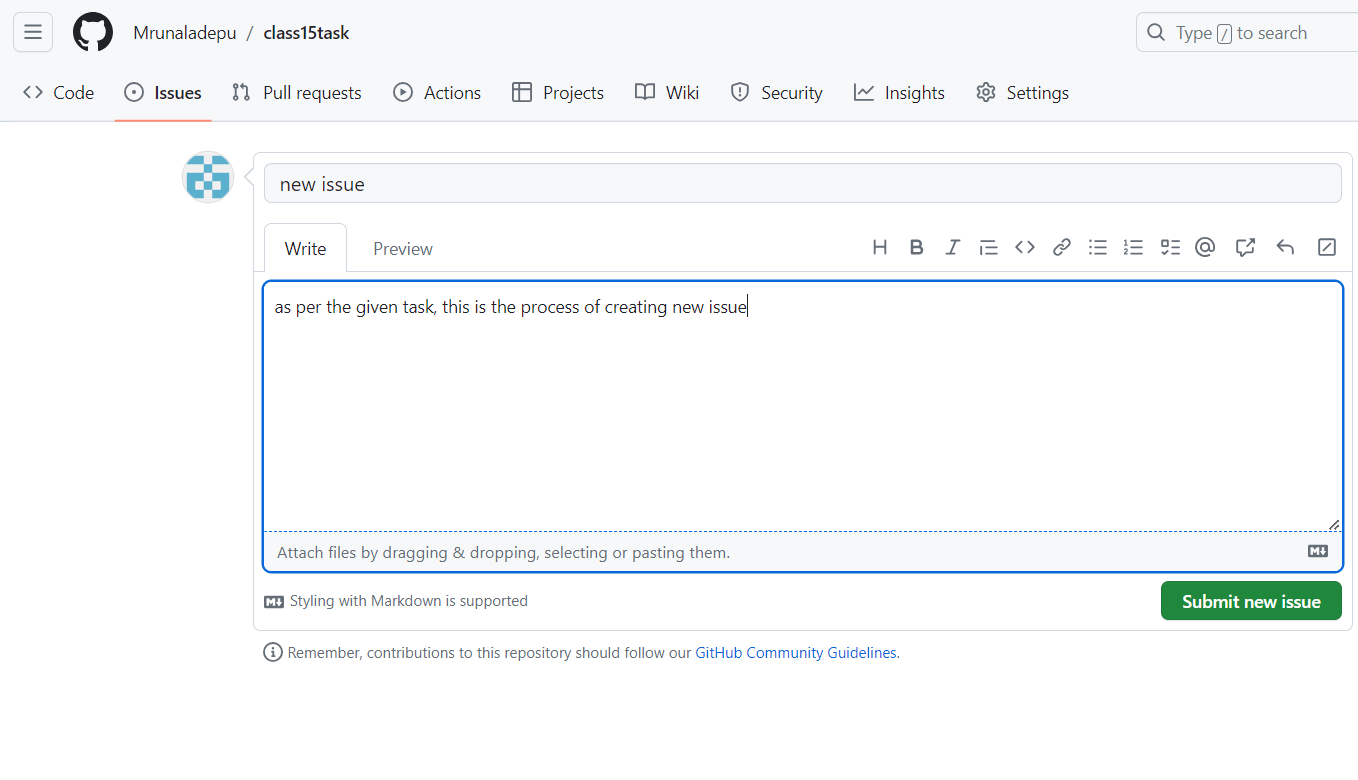 Mrunaladepu / class15task
Type / to search
Code Issues Pull requests Actions Projects Wiki Security Insights Settings
new issue
Write Preview
as per the given task, this is the process of creating new issue
Attach files by dragging & dropping, selecting or pasting them.
Styling with Markdown is supported
Submit new issue
Remember, contributions to this repository should follow our GitHub Community Guidelines.